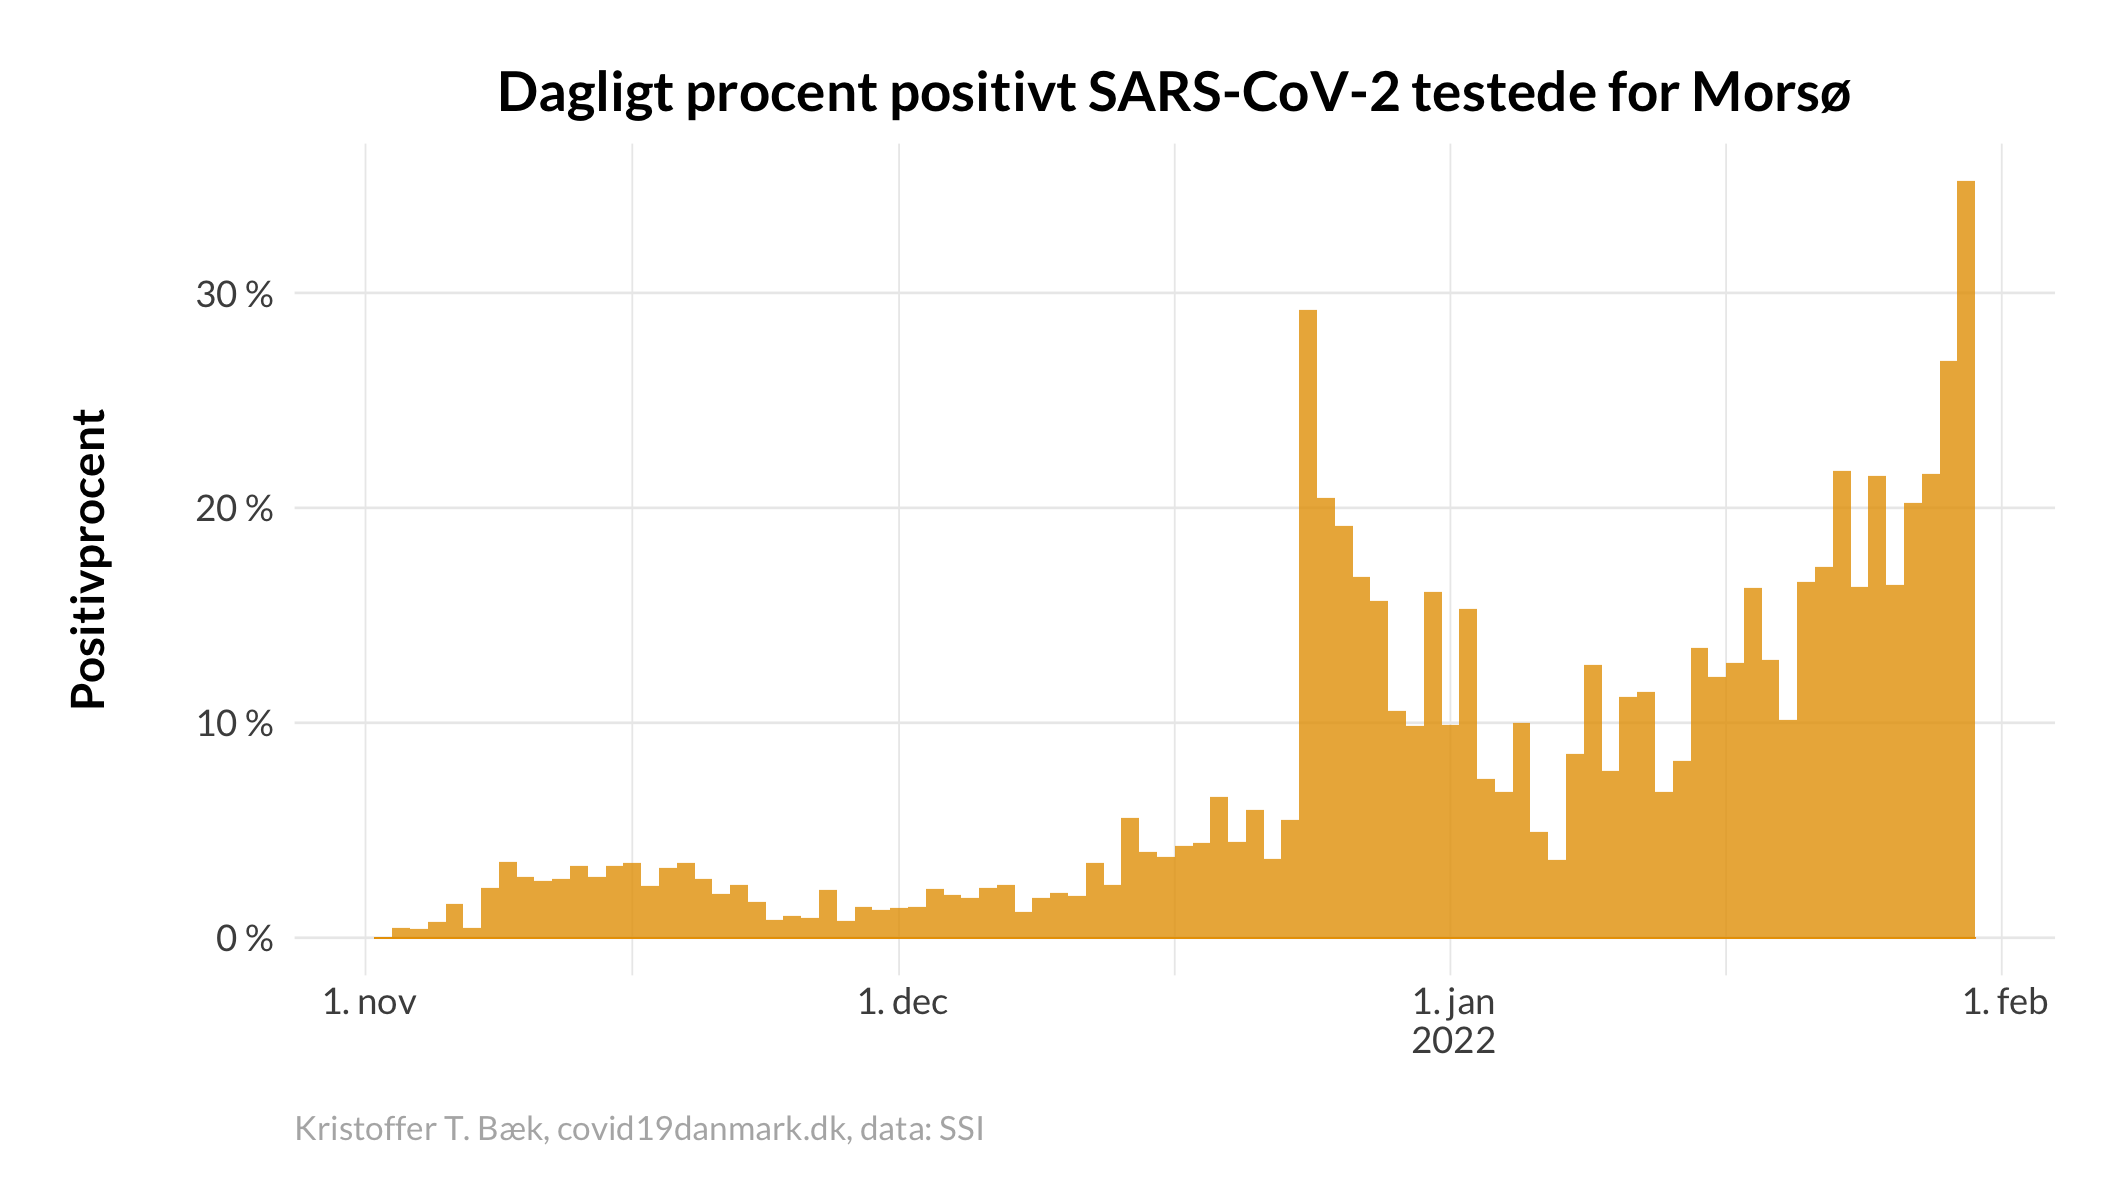 Dagligt procent positivt SARS-CoV-2 testede for Morsø
Positivprocent
30 %
20 %
10 %
0 %
1. nov
1. dec
1. jan
2022
1. feb
Kristoffer T. Bæk, covid19danmark.dk, data: SSI